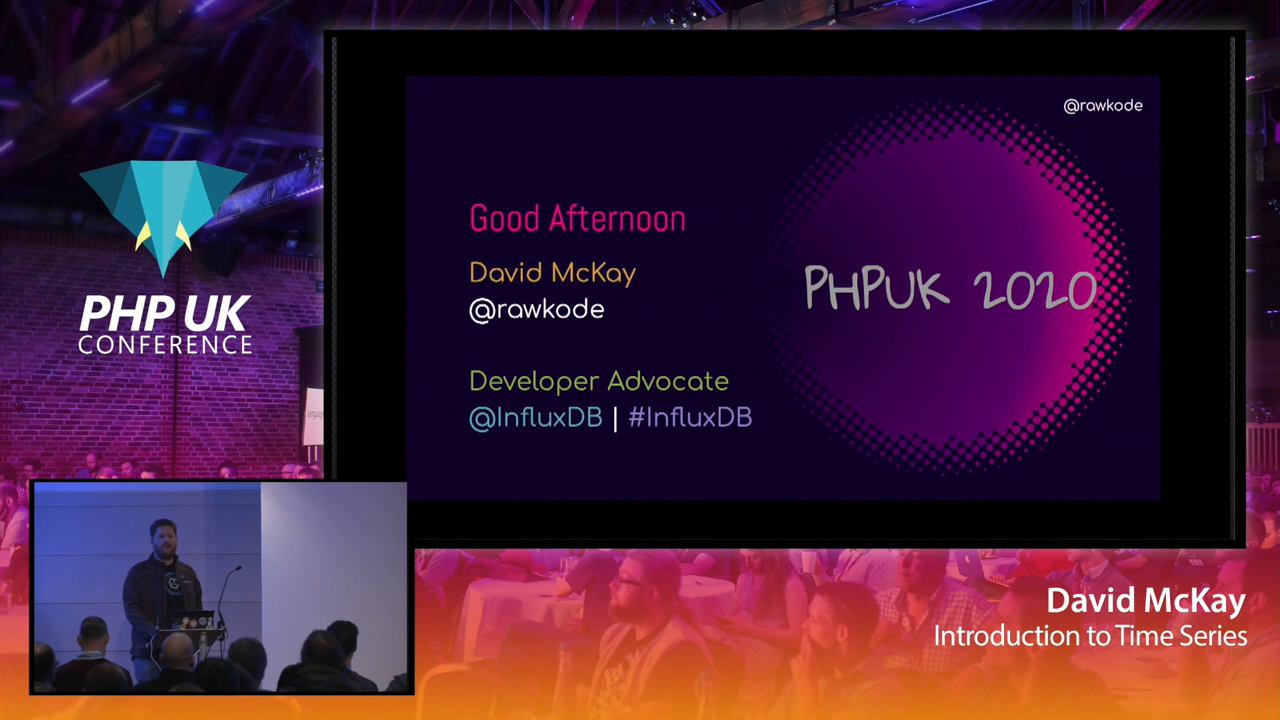 @rawkode
Good Afternoon
David McKay
@rawkode
Developer Advocate
@InfluxDB | #InfluxDB
PHPUK 2020
PHP UK
CONFERENCE
David McKay
Introduction to Time Series